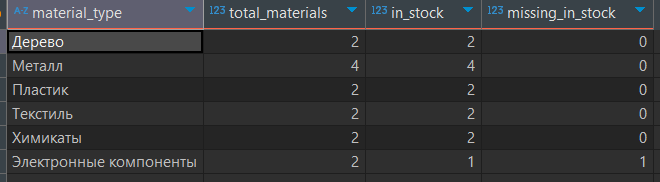 A-Z material_type 123 total_materials 123 in_stock 123 missing_in_stock
Дерево 2 2 0
Металл 4 4 0
Пластик 2 2 0
Текстиль 2 2 0
Химикаты 2 2 0
Электронные компоненты 2 1 1